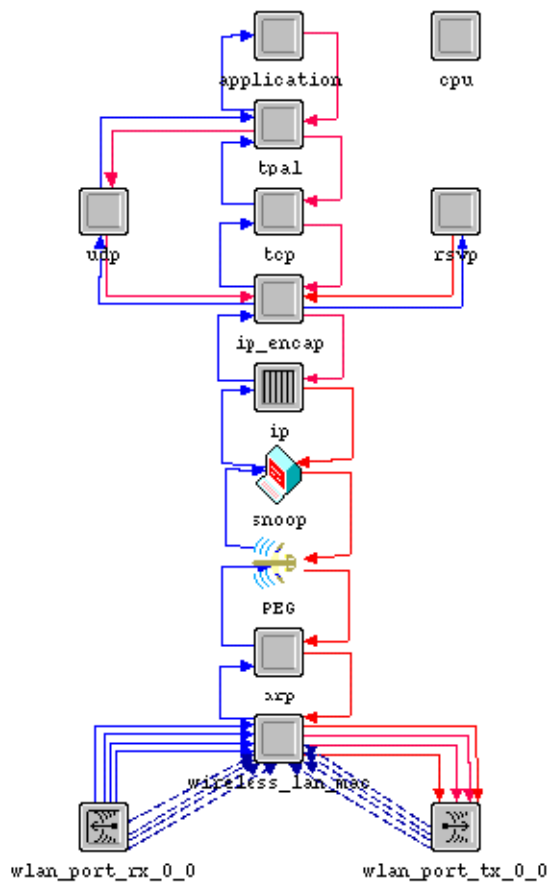 application
cpu
tpal
udp
tcp
rsvp
ip_encap
ip
snoop
PEG
arp
wireless_lan_mac
wlan_port_rx_0_0
wlan_port_tx_0_0